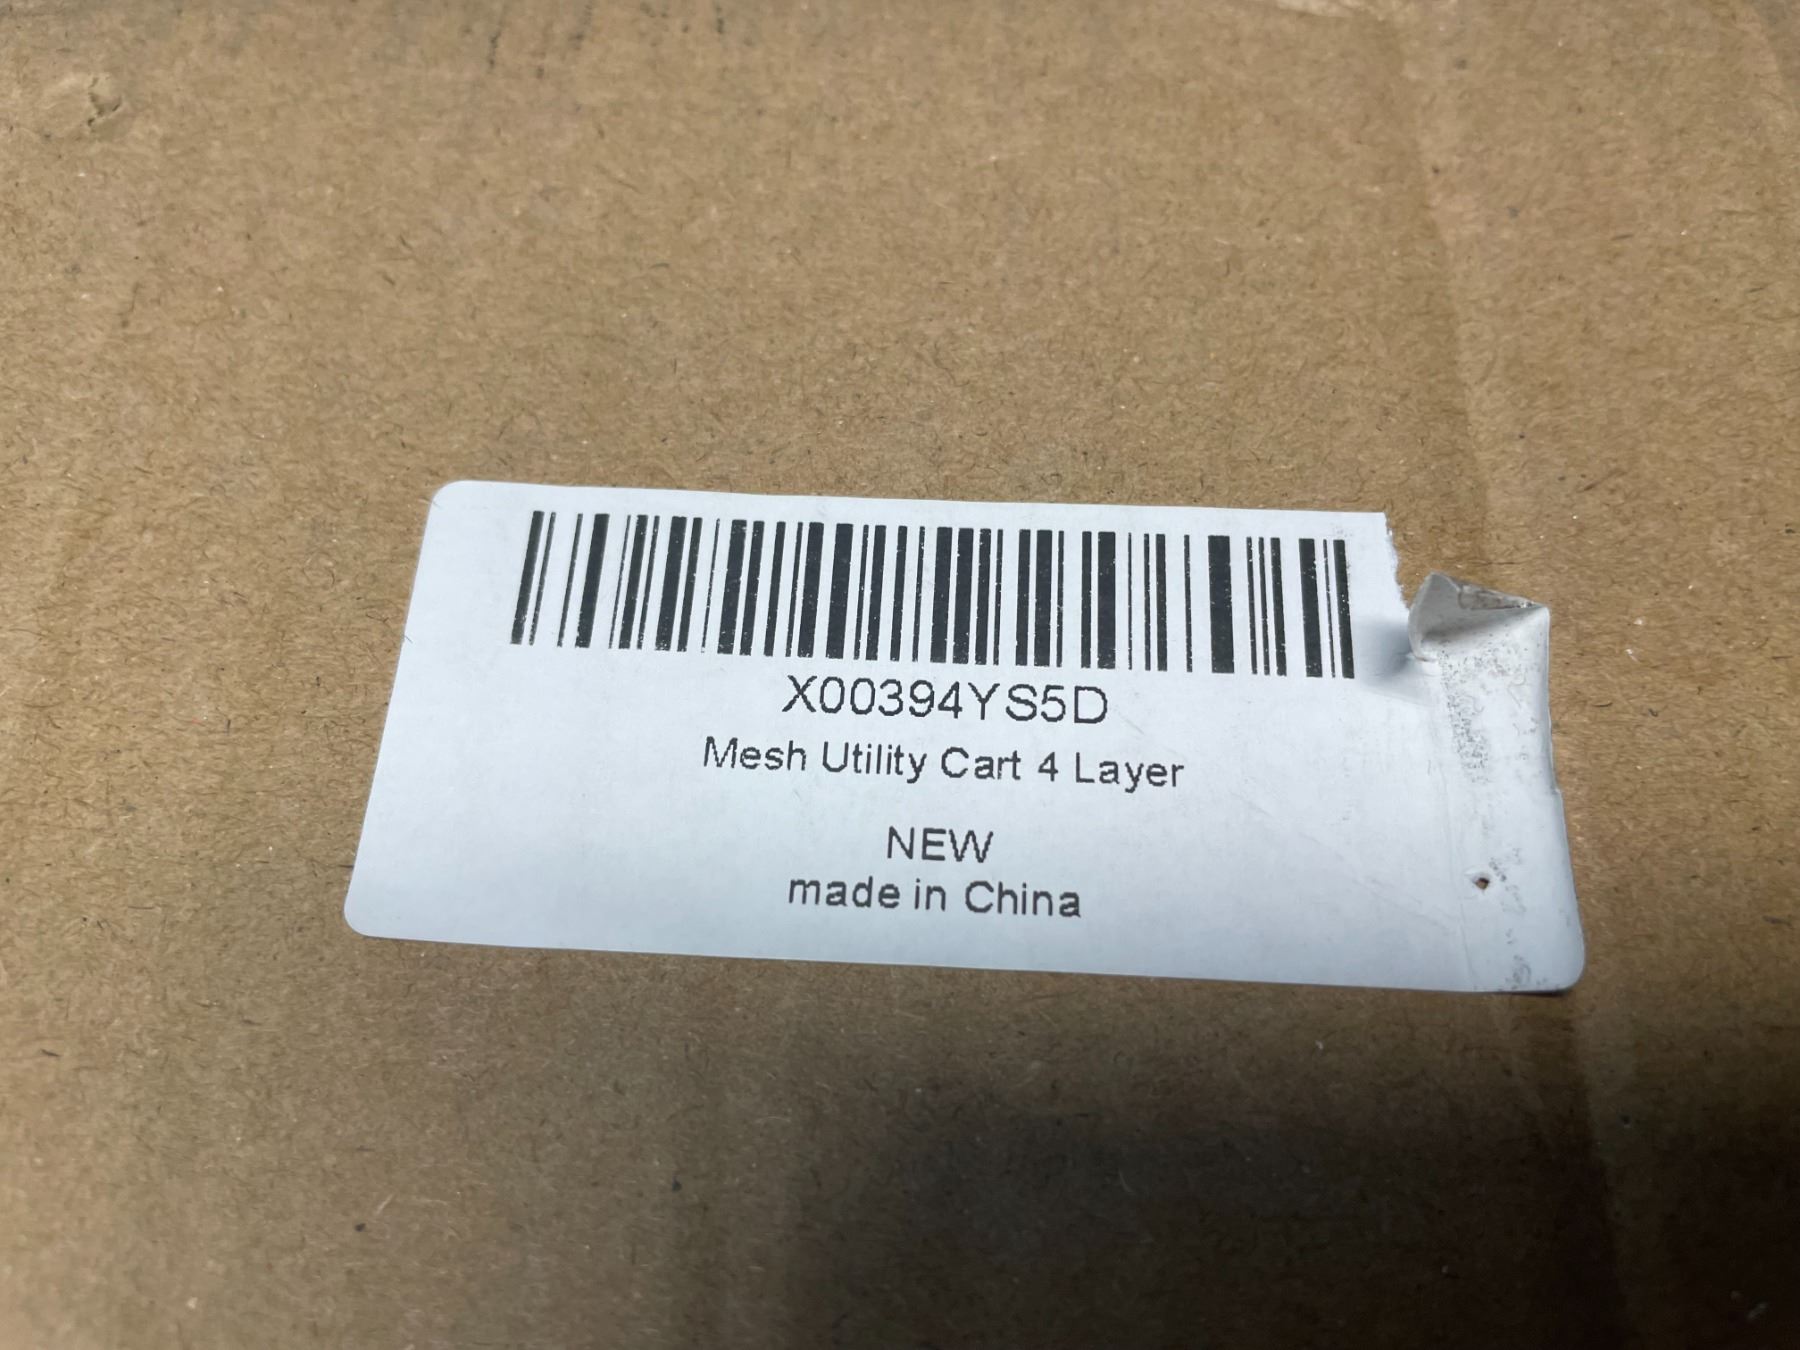 X00394YS5D
Mesh Utility Cart 4 Layer
NEW
made in China